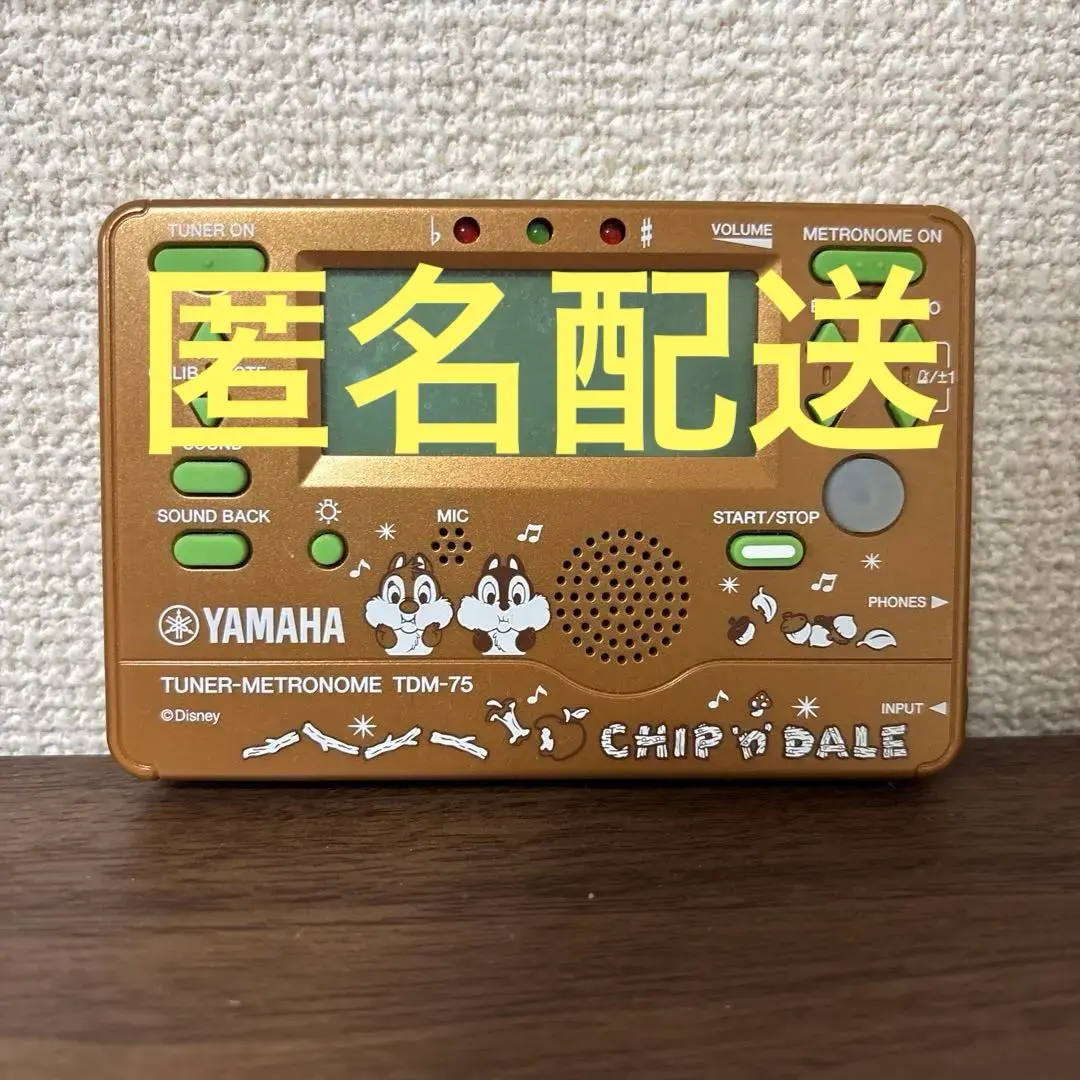 TUNER ON
♭ ♯
VOLUME
METRONOME ON
匿名配送
±1
SOUND
SOUND BACK
MIC
START/STOP
PHONES
YAMAHA
TUNER-METRONOME TDM-75
©Disney
INPUT
CHIP 'n' DALE